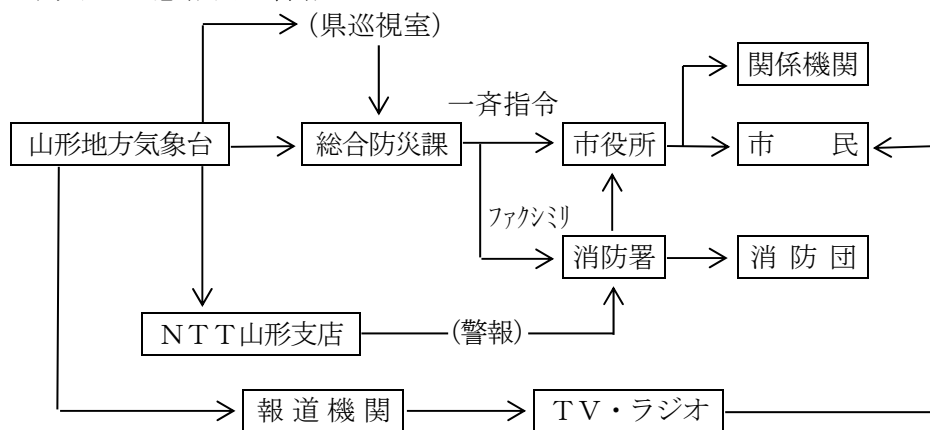 (県巡視室)
関係機関
一斉指令
山形地方気象台
総合防災課
市役所
市　　民
ファクシミリ
消防署
消 防 団
ＮＴＴ山形支店
(警報)
報 道 機 関
ＴＶ・ラジオ